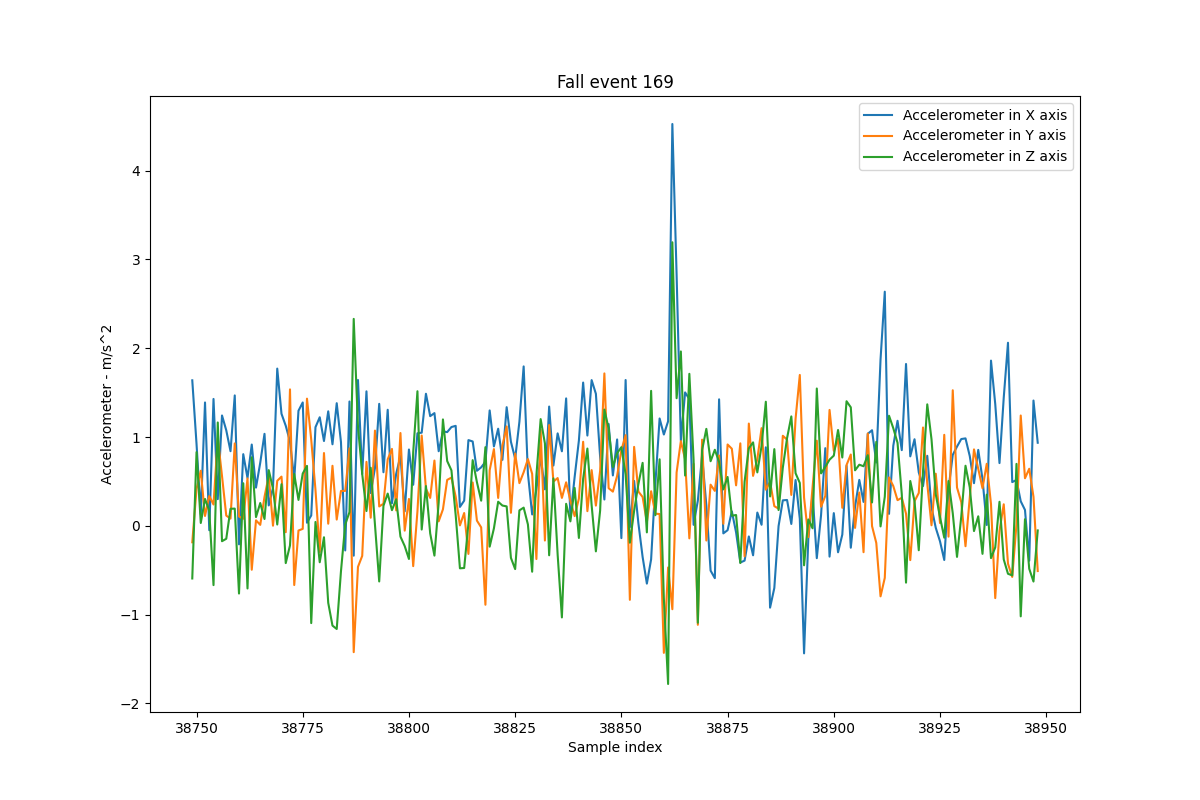 Fall event 169
Accelerometer in X axis
Accelerometer in Y axis
Accelerometer in Z axis
Accelerometer - m/s^2
4
3
2
1
0
−1
−2
38750 38775 38800 38825 38850 38875 38900 38925 38950
Sample index